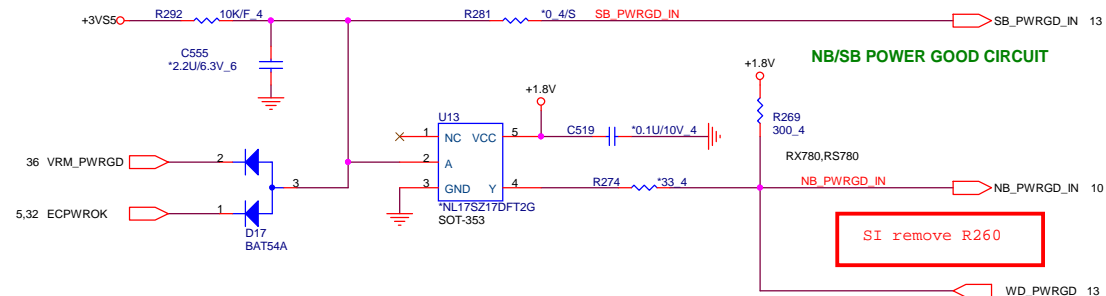 +3VS5
R292
10K/F_4
C555
*2.2U/6.3V_6
R281
*0_4/S
SB_PWRGD_IN
SB_PWRGD_IN 13
NB/SB POWER GOOD CIRCUIT
+1.8V
+1.8V
U13
1
NC
VCC
5
2
A
3
GND
Y
4
*NL17SZ17DFT2G
SOT-353
C519
*0.1U/10V_4
R269
300_4
RX780,RS780
R274
*33_4
NB_PWRGD_IN
NB_PWRGD_IN 10
36 VRM_PWRGD
2
3
5,32 ECPWROK
1
D17
BAT54A
SI remove R260
WD_PWRGD 13